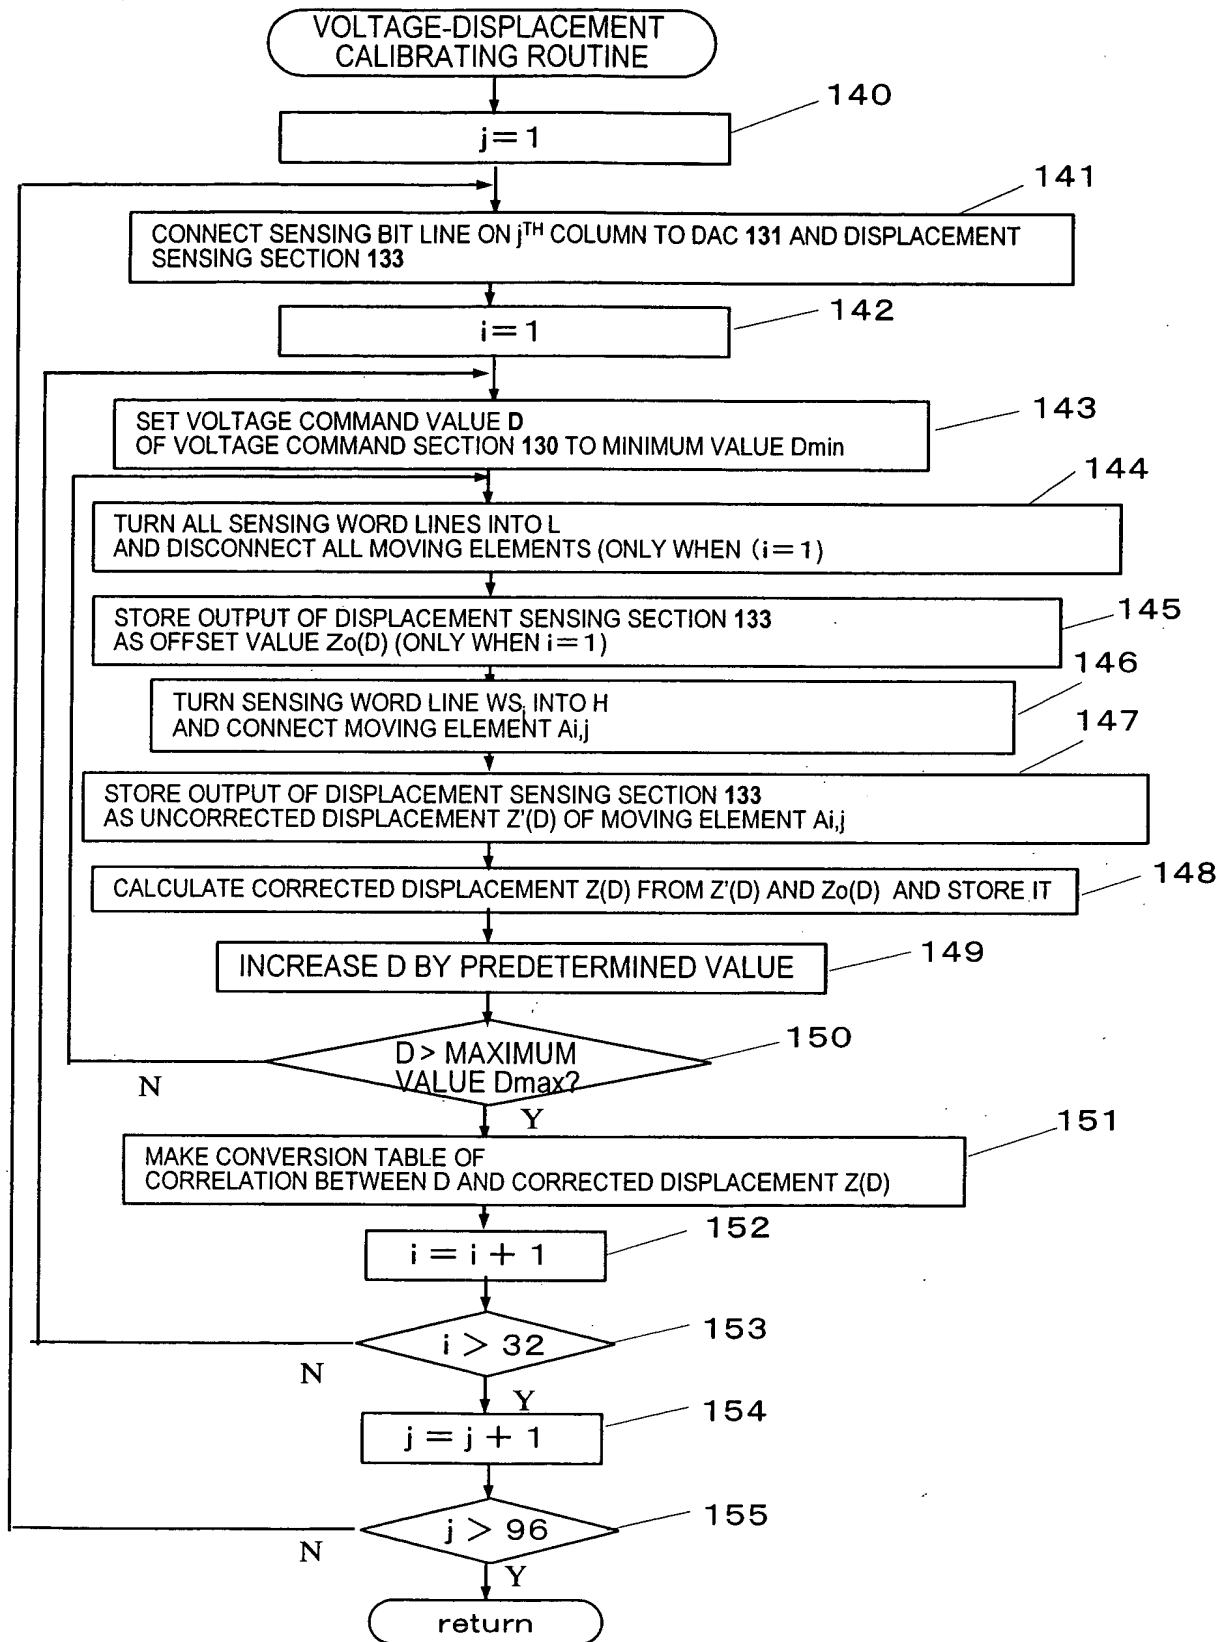 VOLTAGE-DISPLACEMENT
CALIBRATING ROUTINE
140
j=1
141
CONNECT SENSING BIT LINE ON jTH COLUMN TO DAC 131 AND DISPLACEMENT
SENSING SECTION 133
142
i=1
143
SET VOLTAGE COMMAND VALUE D
OF VOLTAGE COMMAND SECTION 130 TO MINIMUM VALUE Dmin
144
TURN ALL SENSING WORD LINES INTO L
AND DISCONNECT ALL MOVING ELEMENTS (ONLY WHEN (i=1)
145
STORE OUTPUT OF DISPLACEMENT SENSING SECTION 133
AS OFFSET VALUE Zo(D) (ONLY WHEN i=1)
146
TURN SENSING WORD LINE WSi INTO H
AND CONNECT MOVING ELEMENT Ai,j
147
STORE OUTPUT OF DISPLACEMENT SENSING SECTION 133
AS UNCORRECTED DISPLACEMENT Z'(D) OF MOVING ELEMENT Ai,j
CALCULATE CORRECTED DISPLACEMENT Z(D) FROM Z'(D) AND Zo(D) AND STORE IT
148
INCREASE D BY PREDETERMINED VALUE
149
D > MAXIMUM
VALUE Dmax?
150
N
Y
151
MAKE CONVERSION TABLE OF
CORRELATION BETWEEN D AND CORRECTED DISPLACEMENT Z(D)
152
i = i + 1
i > 32
153
N
Y
154
j = j + 1
155
j > 96
N
Y
return